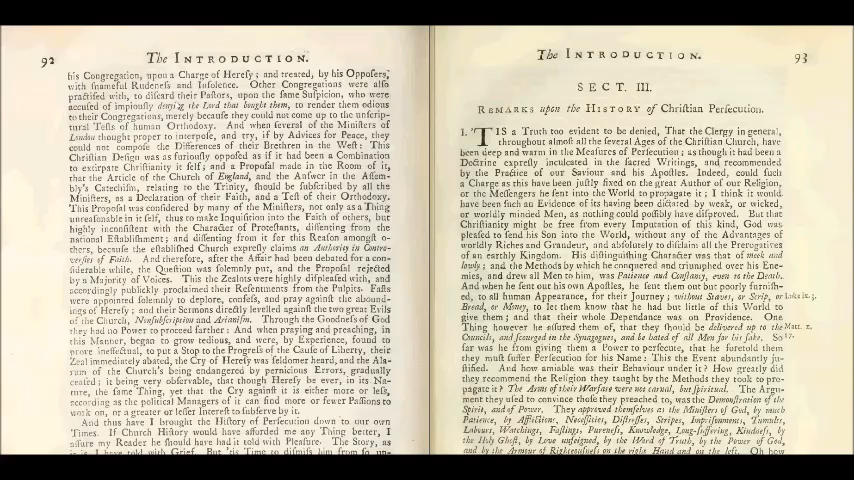 92 The INTRODUCTION.
his Congregation, upon a Charge of Heresy; and treated, by his Opposers,
with shameful Rudeness and Insolence. Other Congregations were also
practised with, to discard their Pastors, upon the same Suspicion, who were
accused of impiously denying the Lord that bought them, to render them odious
to their Congregations, merely because they could not come up to the unscrip-
tural Tests of human Orthodoxy. And when several of the Ministers of
London thought proper to interpose, and try, if by Advices for Peace, they
could not compose the Differences of their Brethren in the West: This
Christian Design was as furiously opposed as if it had been a Combination
to extirpate Christianity it self; and a Proposal made in the Room of it,
that the Article of the Church of England, and the Answer in the Assem-
bly's Catechism, relating to the Trinity, should be subscribed by all the
Ministers, as a Declaration of their Faith, and a Test of their Orthodoxy.
This Proposal was considered by many of the Ministers, not only as a Thing
unreasonable in it self, thus to make Inquisition into the Faith of others, but
highly inconsistent with the Character of Protestants, dissenting from the
national Establishment; and dissenting from it for this Reason amongst o-
thers, because the established Church expresly claims an Authority in Contro-
versies of Faith. And therefore, after the Affair had been debated for a con-
siderable while, the Question was solemnly put, and the Proposal rejected
by a Majority of Voices. This the Zealots were highly displeased with, and
accordingly publickly proclaimed their Resentments from the Pulpits. Fasts
were appointed solemnly to deplore, confess, and pray against the abound-
ings of Heresy; and their Sermons directly levelled against the two great Evils
of the Church, Nonsubscription and Arianism. Through the Goodness of God
they had no Power to proceed farther: And when praying and preaching, in
this Manner, began to grow tedious, and were, by Experience, found to
prove ineffectual, to put a Stop to the Progress of the Cause of Liberty, their
Zeal immediately abated, the Cry of Heresy was seldomer heard, and the Ala-
rum of the Church's being endangered by pernicious Errors, gradually
ceased; it being very observable, that though Heresy be ever, in its Na-
ture, the same Thing, yet that the Cry against it is either more or less,
according as the political Managers of it can find more or fewer Passions to
work on, or a greater or lesser Interest to subserve by it.
And thus have I brought the History of Persecution down to our own
Times. If Church History would have afforded me any Thing better, I
assure my Reader he should have had it told with Pleasure. The Story, as
it is, I have told with Grief. But 'tis Time to dismiss him from so un-
The INTRODUCTION. 93
SECT. III.
REMARKS upon the HISTORY of Christian Persecution.
I. 'TIS a Truth too evident to be denied, That the Clergy in general,
throughout almost all the several Ages of the Christian Church, have
been deep and warm in the Measures of Persecution; as though it had been a
Doctrine expresly inculcated in the sacred Writings, and recommended
by the Practice of our Saviour and his Apostles. Indeed, could such
a Charge as this have been justly fixed on the great Author of our Religion,
or the Messengers he sent into the World to propagate it; I think it would
have been such an Evidence of its having been dictated by weak, or wicked,
or worldly minded Men, as nothing could possibly have disproved. But that
Christianity might be free from every Imputation of this kind, God was
pleased to send his Son into the World, without any of the Advantages of
worldly Riches and Grandeur, and absolutely to disclaim all the Prerogatives
of an earthly Kingdom. His distinguishing Character was that of meek and
lowly; and the Methods by which he conquered and triumphed over his Ene-
mies, and drew all Men to him, was Patience and Constancy, even to the Death.
And when he sent out his own Apostles, he sent them out but poorly furnish-
ed, to all human Appearance, for their Journey; without Staves, or Scrip, or Luke ix. 3.
Bread, or Money, to let them know that he had but little of this World to
give them; and that their whole Dependance was on Providence. One
Thing however he assured them of, that they should be delivered up to the Matt. x.
Councils, and scourged in the Synagogues, and be hated of all Men for his sake. So 17.
far was he from giving them a Power to persecute, that he foretold them
they must suffer Persecution for his Name: This the Event abundantly ju-
stified. And how amiable was their Behaviour under it? How greatly did
they recommend the Religion they taught by the Methods they took to pro-
pagate it? The Arms of their Warfare were not carnal, but spiritual. The Argu-
ment they used to convince those they preached to, was the Demonstration of the
Spirit, and of Power. They approved themselves as the Ministers of God, by much
Patience, by Afflictions, Necessities, Distresses, Stripes, Imprisonments, Tumults,
Labours, Watchings, Fastings, Pureness, Knowledge, Long-suffering, Kindness, by
the Holy Ghost, by Love unfeigned, by the Word of Truth, by the Power of God,
and by the Armour of Righteousness on the right Hand and on the left. Oh how